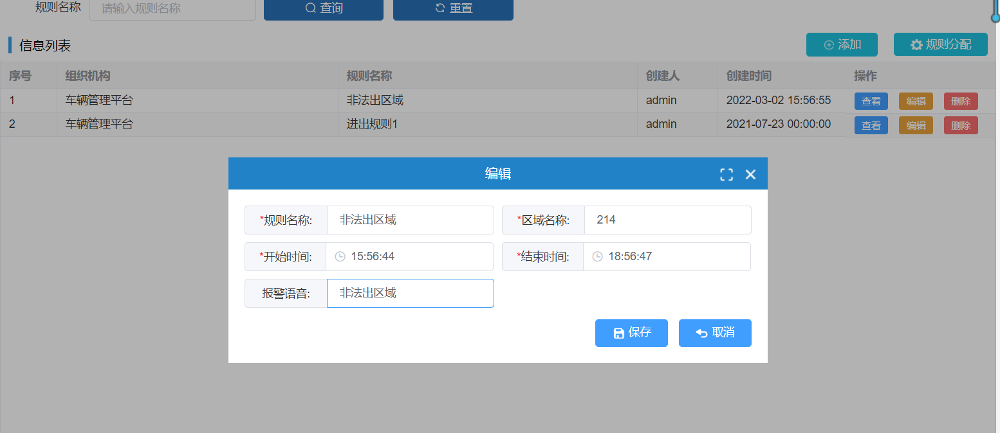 规则名称 请输入规则名称 查询 重置
信息列表 添加 规则分配
序号 组织机构 规则名称 创建人 创建时间 操作
1 车辆管理平台 非法出区域 admin 2022-03-02 15:56:55 查看 编辑 删除
2 车辆管理平台 进出规则1 admin 2021-07-23 00:00:00 查看 编辑 删除
编辑
*规则名称: 非法出区域 *区域名称: 214
*开始时间: 15:56:44 *结束时间: 18:56:47
报警语音: 非法出区域
保存 取消